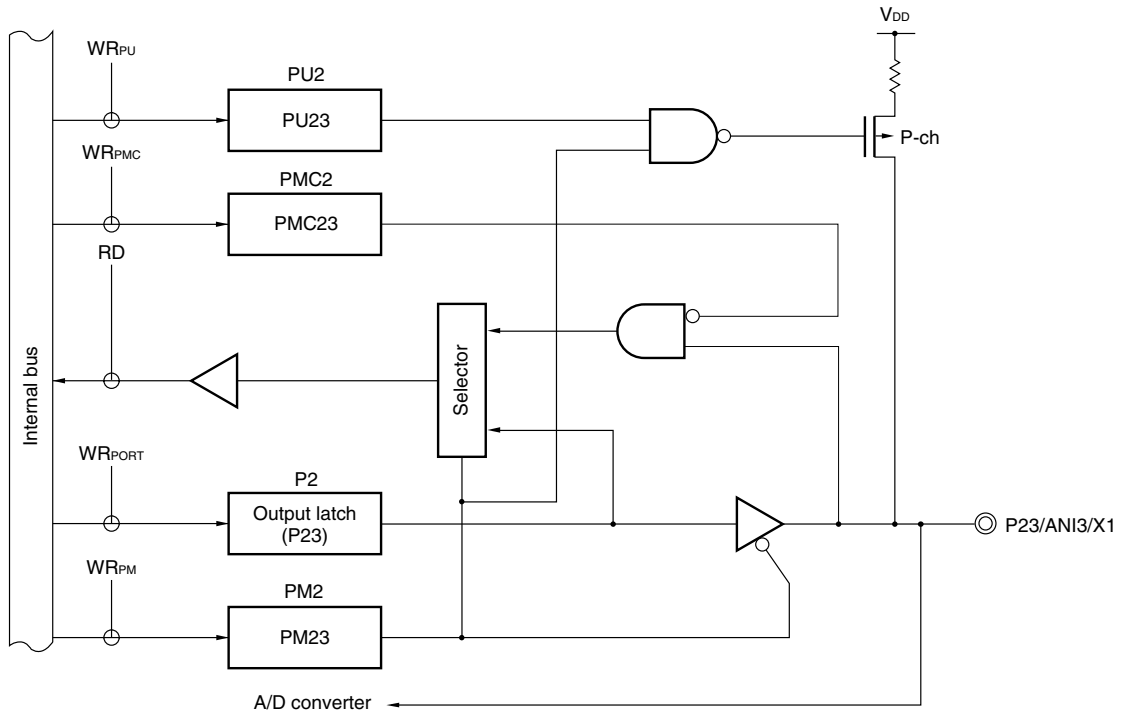 VDD
WRPU
PU2
PU23
P-ch
WRPMC
PMC2
PMC23
RD
Selector
Internal bus
WRPORT
P2
Output latch
(P23)
P23/ANI3/X1
WRPM
PM2
PM23
A/D converter